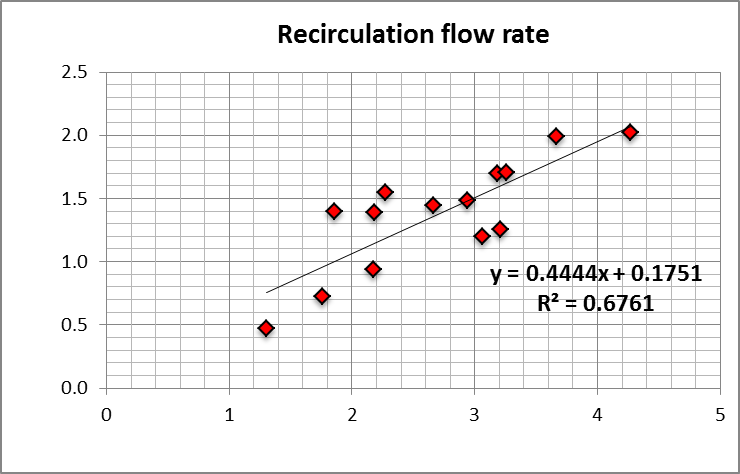 Recirculation flow rate
2.5
2.0
1.5
1.0
0.5
0.0
y = 0.4444x + 0.1751
R² = 0.6761
0 1 2 3 4 5